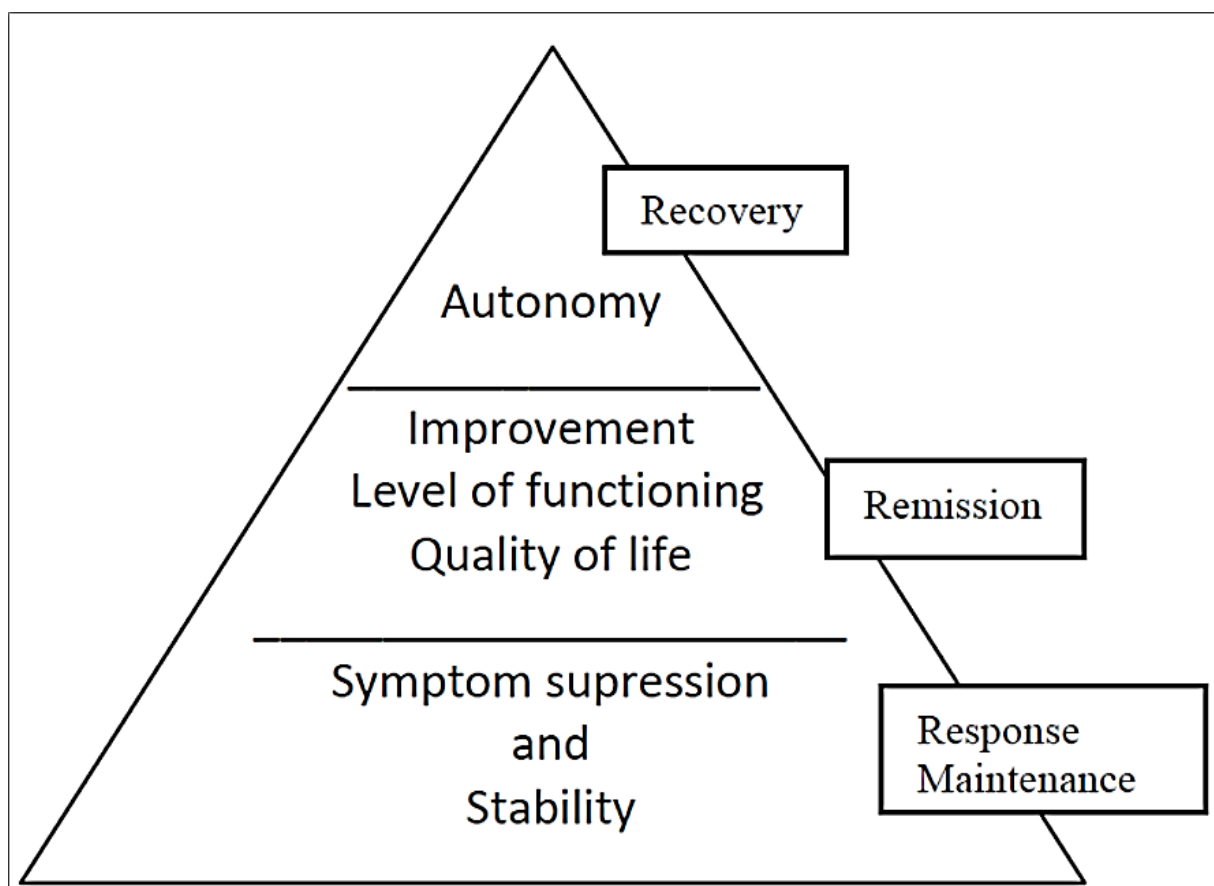 Recovery
Autonomy
Improvement
Level of functioning
Quality of life
Remission
Symptom supression
and
Stability
Response
Maintenance